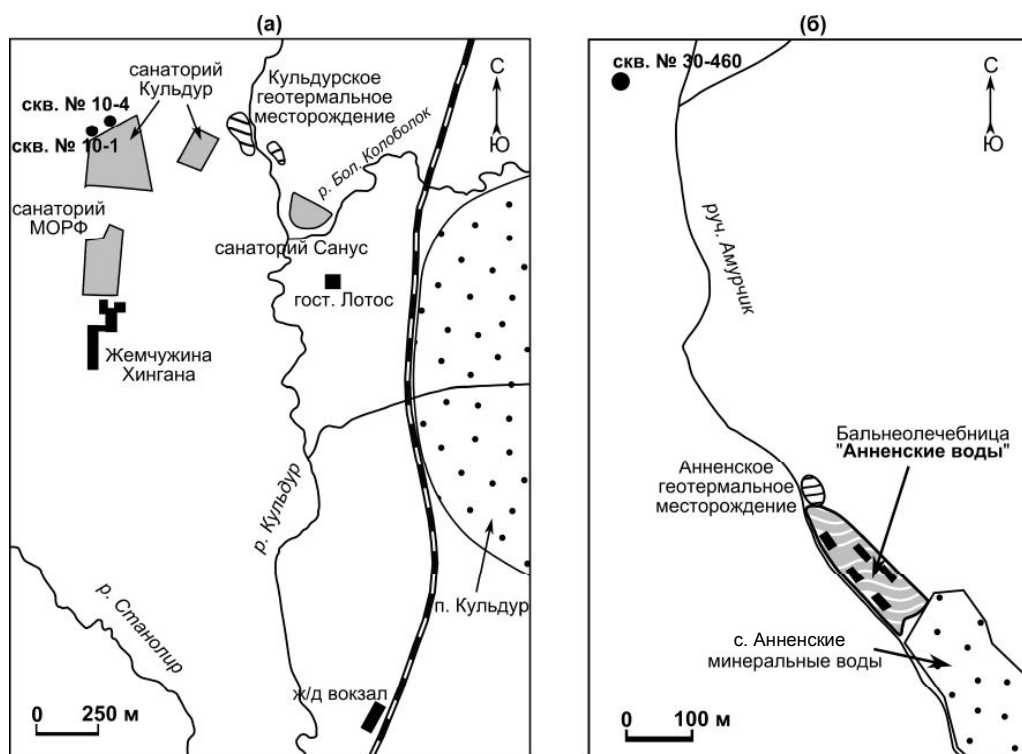 (а)
санаторий
Кульдур
скв. № 10-4
скв. № 10-1
Кульдурское
геотермальное
месторождение
С
Ю
р. Бол. Колоболок
санаторий
МОРФ
санаторий Санус
гост. Лотос
Жемчужина
Хингана
р. Кульдур
п. Кульдур
р. Станолир
ж/д вокзал
0 250 м
(б)
скв. № 30-460
С
Ю
руч. Амурчик
Бальнеолечебница
"Анненские воды"
Анненское
геотермальное
месторождение
с. Анненские
минеральные воды
0 100 м